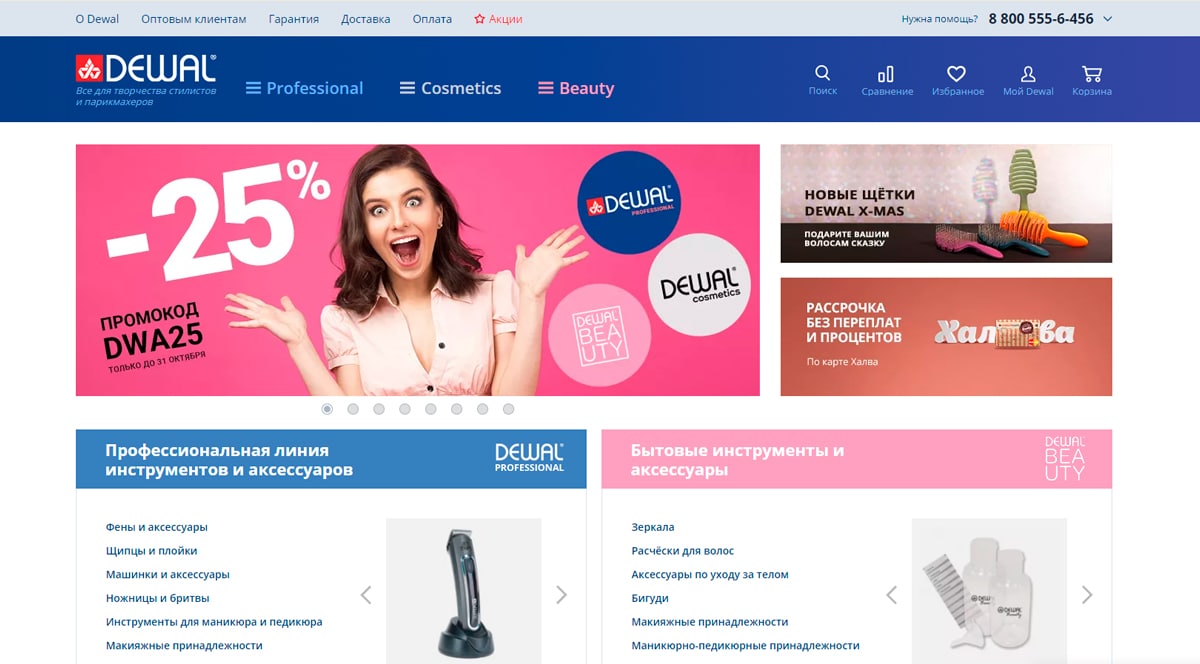 О Dewal Оптовым клиентам Гарантия Доставка Оплата Акции
Нужна помощь? 8 800 555-6-456
DEWAL®
Все для творчества стилистов
и парикмахеров
Professional Cosmetics Beauty
Поиск Сравнение Избранное Мой Dewal Корзина
-25%
ПРОМОКОД
DWA25
ТОЛЬКО ДО 31 ОКТЯБРЯ
DEWAL®
PROFESSIONAL
DEWAL®
cosmetics
DEWAL
BEA
UTY
НОВЫЕ ЩЁТКИ
DEWAL X-MAS
ПОДАРИТЕ ВАШИМ
ВОЛОСАМ СКАЗКУ
РАССРОЧКА
БЕЗ ПЕРЕПЛАТ
И ПРОЦЕНТОВ
По карте Халва
Халва
Профессиональная линия
инструментов и аксессуаров
DEWAL®
PROFESSIONAL
Фены и аксессуары
Щипцы и плойки
Машинки и аксессуары
Ножницы и бритвы
Инструменты для маникюра и педикюра
Макияжные принадлежности
Бытовые инструменты и
аксессуары
DEWAL
BEA
UTY
Зеркала
Расчёски для волос
Аксессуары по уходу за телом
Бигуди
Макияжные принадлежности
Маникюрно-педикюрные принадлежности
DEWAL